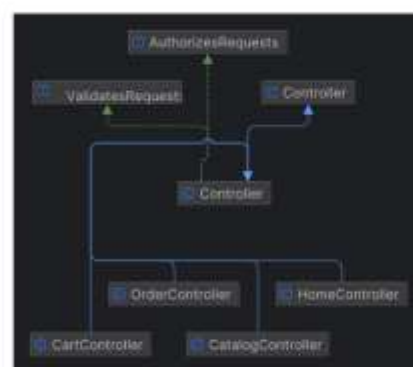 AuthorizesRequests
ValidatesRequest
Controller
Controller
OrderController
HomeController
CartController
CatalogController